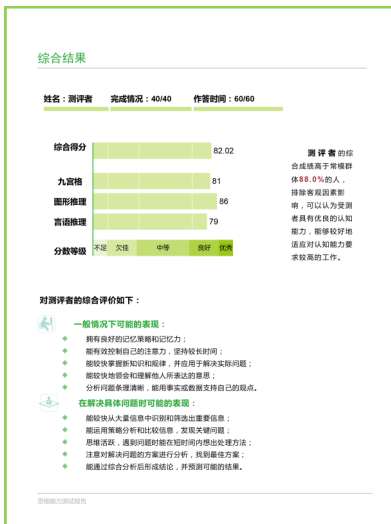 综合结果
姓名：测评者 完成情况：40/40 作答时间：60/60
综合得分 82.02
九宫格 81
图形推理 86
言语推理 79
分数等级 不足 欠佳 中等 良好 优秀
测评者的综
合成绩高于常模群
体88.0%的人，
排除客观因素影
响，可以认为受测
者具有优良的认知
能力，能够较好地
适应对认知能力要
求较高的工作。
对测评者的综合评价如下：
一般情况下可能的表现：
拥有良好的记忆策略和记忆力；
能有效控制自己的注意力，坚持较长时间；
能较快掌握新知识和规律，并应用于解决实际问题；
能较快地领会和理解他人所表达的意思；
分析问题条理清晰，能用事实或数据支持自己的观点。
在解决具体问题时可能的表现：
能较快从大量信息中识别和筛选出重要信息；
能运用策略分析和比较信息，发现关键问题；
思维活跃，遇到问题时能在短时间内想出处理方法；
注意对解决问题的方案进行分析，找到最佳方案；
能通过综合分析后形成结论，并预测可能的结果。
思维能力测试报告